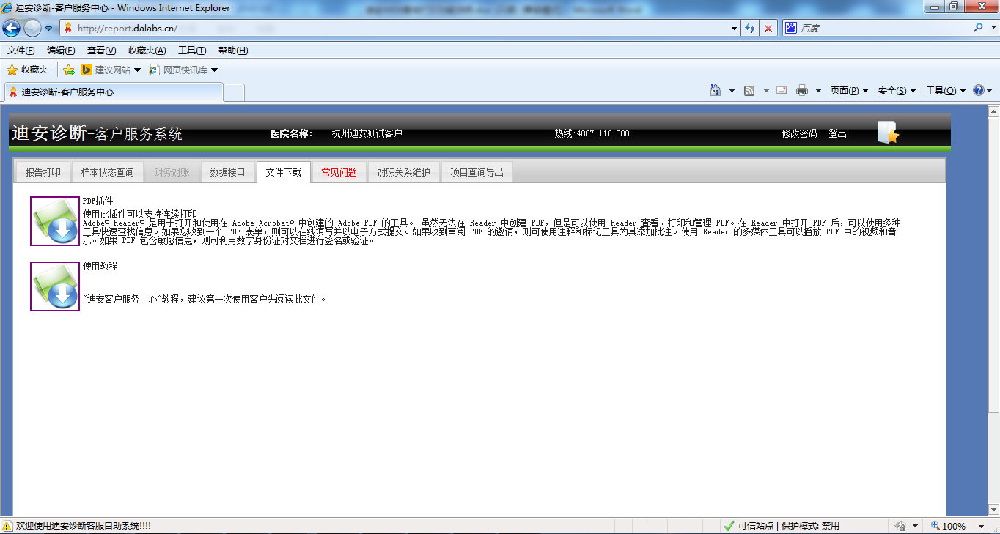 迪安诊断-客户服务中心 - Windows Internet Explorer
http://report.dalabs.cn/
百度
文件(F) 编辑(E) 查看(V) 收藏夹(A) 工具(T) 帮助(H)
收藏夹 建议网站 网页快讯库
迪安诊断-客户服务中心
页面(P) 安全(S) 工具(O)
迪安诊断-客户服务系统 医院名称： 杭州迪安测试客户 热线:4007-118-000 修改密码 登出
报告打印 样本状态查询 财务对账 数据接口 文件下载 常见问题 对照关系维护 项目查询导出
PDF插件
使用此插件可以支持连续打印
Adobe® Reader® 是用于打开和使用在 Adobe Acrobat® 中创建的 Adobe PDF 的工具。 虽然无法在 Reader 中创建 PDF，但是可以使用 Reader 查看、打印和管理 PDF。在 Reader 中打开 PDF 后，可以使用多种
工具快速查找信息。如果您收到一个 PDF 表单，则可以在线填写并以电子方式提交。如果收到审阅 PDF 的邀请，则可使用注释和标记工具为其添加批注。使用 Reader 的多媒体工具可以播放 PDF 中的视频和音
乐。如果 PDF 包含敏感信息，则可利用数字身份证对文档进行签名或验证。
使用教程
“迪安客户服务中心”教程，建议第一次使用客户先阅读此文件。
欢迎使用迪安诊断客服自助系统!!!! 可信站点 | 保护模式: 禁用 100%